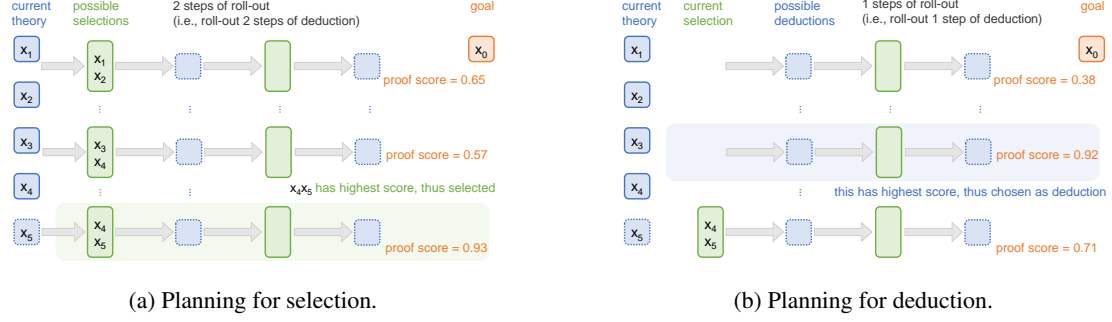 current theory
possible selections
2 steps of roll-out
(i.e., roll-out 2 steps of deduction)
goal
x1
x1
x2
x0
proof score = 0.65
x2
x3
x3
x4
proof score = 0.57
x4
x4x5 has highest score, thus selected
x5
x4
x5
proof score = 0.93
(a) Planning for selection.
current theory
current selection
possible deductions
1 steps of roll-out
(i.e., roll-out 1 step of deduction)
goal
x1
x0
proof score = 0.38
x2
x3
proof score = 0.92
x4
this has highest score, thus chosen as deduction
x5
x4
x5
proof score = 0.71
(b) Planning for deduction.